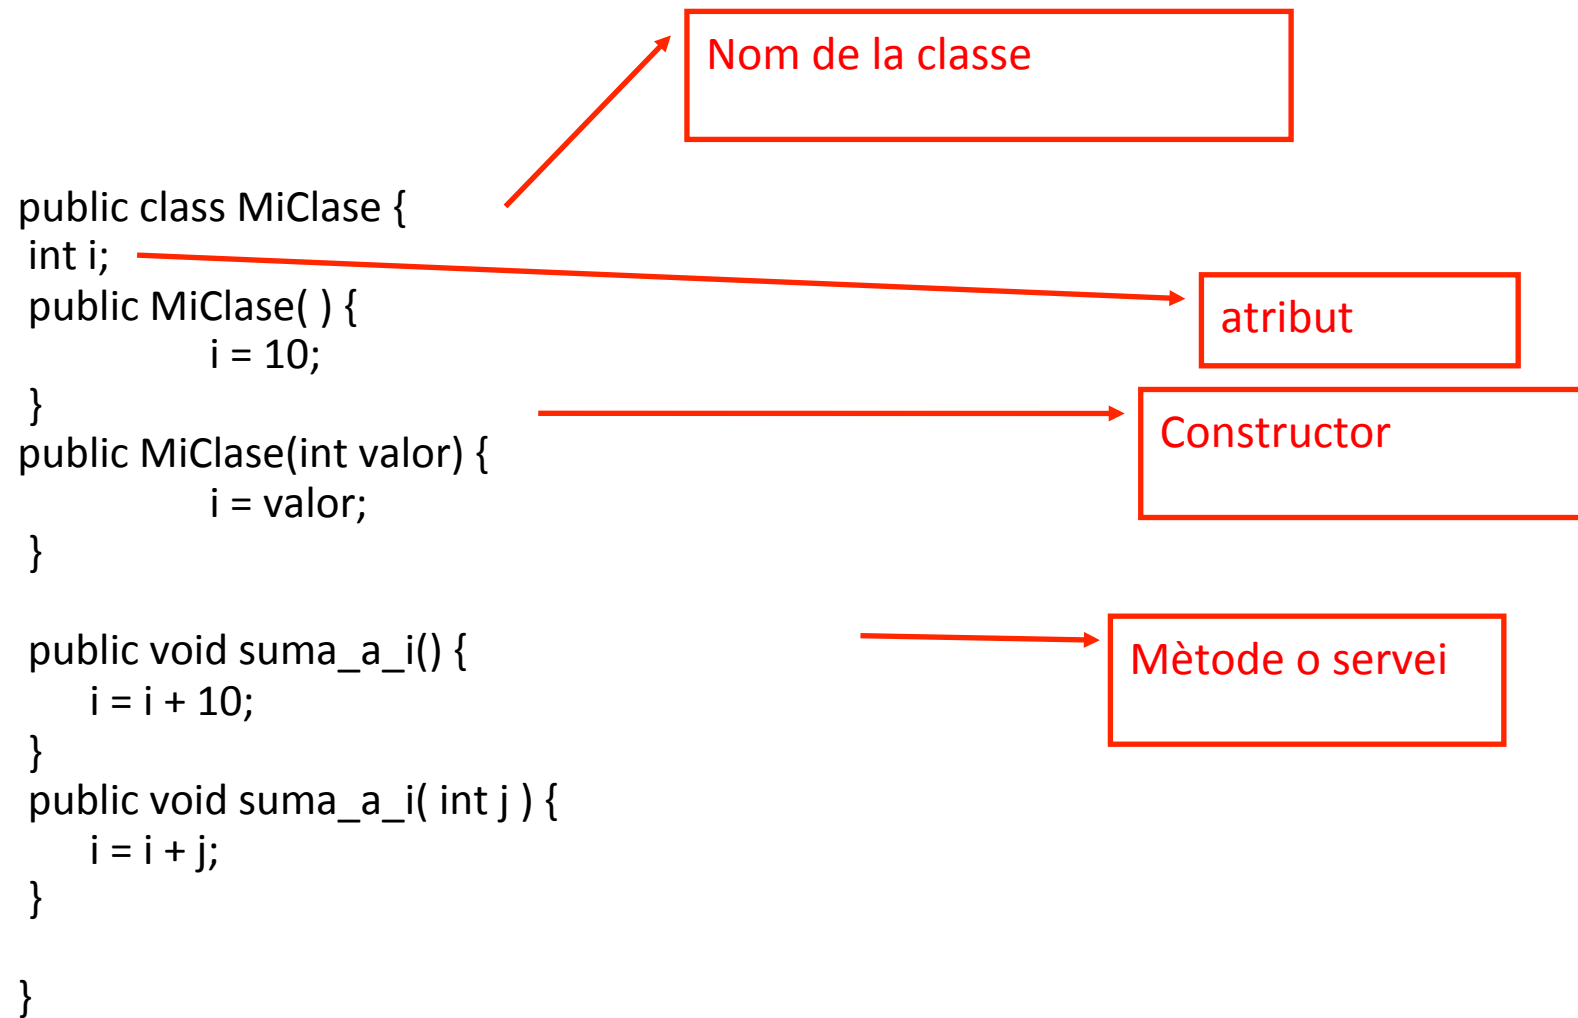 Nom de la classe
public class MiClase {
int i;
public MiClase( ) {
i = 10;
}
public MiClase(int valor) {
i = valor;
}
public void suma_a_i() {
i = i + 10;
}
public void suma_a_i( int j ) {
i = i + j;
}
}
atribut
Constructor
Mètode o servei